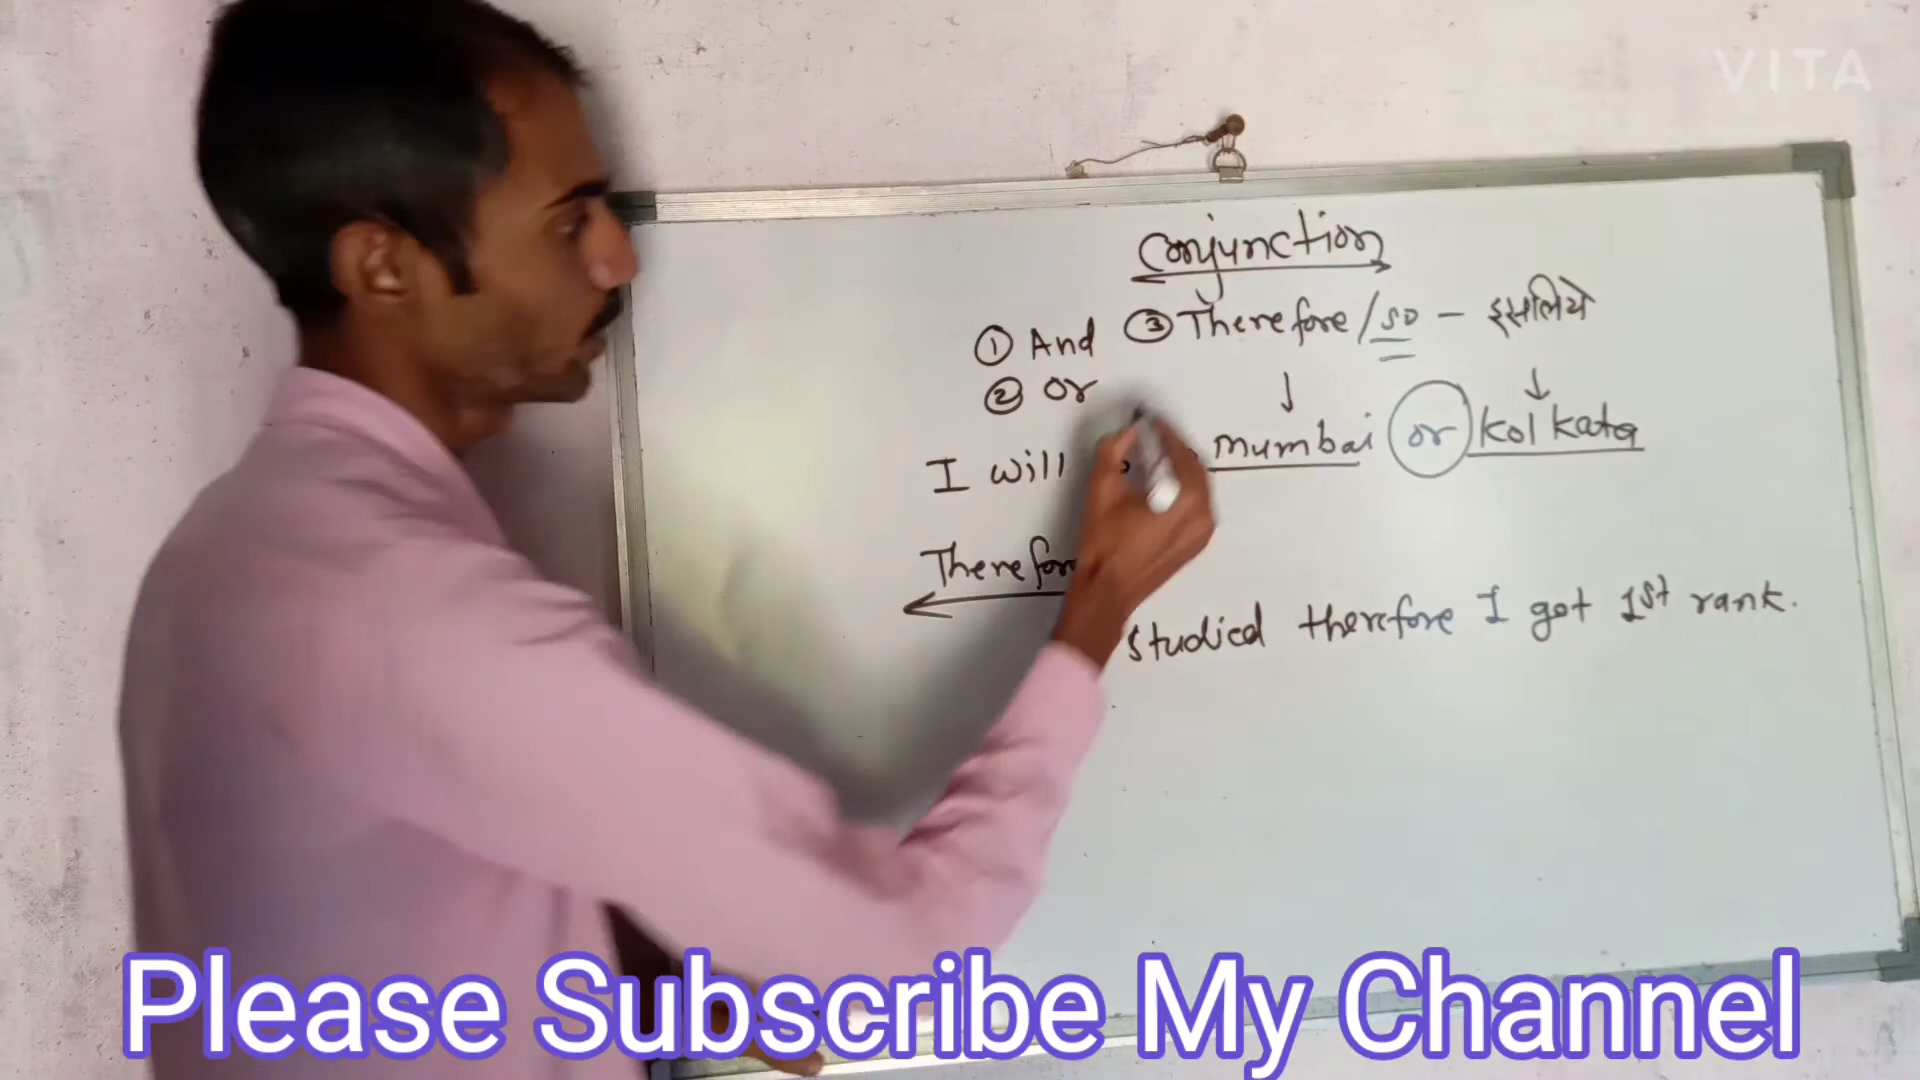 VITA
Conjunction
① And ③ Therefore / so - इसलिये
② or
I will mumbai or kolkata
Therefore
studied therefore I got 1st rank.
Please Subscribe My Channel